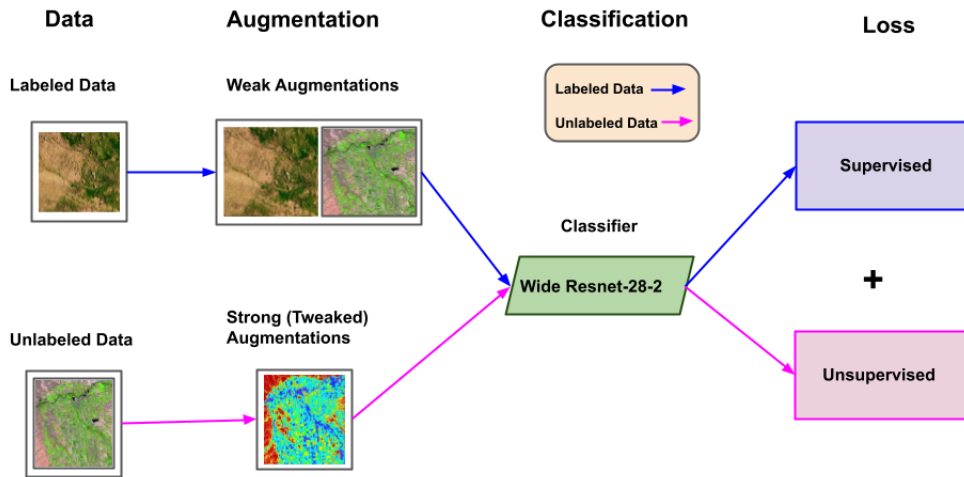 Data
Augmentation
Classification
Loss
Labeled Data
Weak Augmentations
Labeled Data
Unlabeled Data
Supervised
Classifier
Wide Resnet-28-2
+
Unlabeled Data
Strong (Tweaked)
Augmentations
Unsupervised